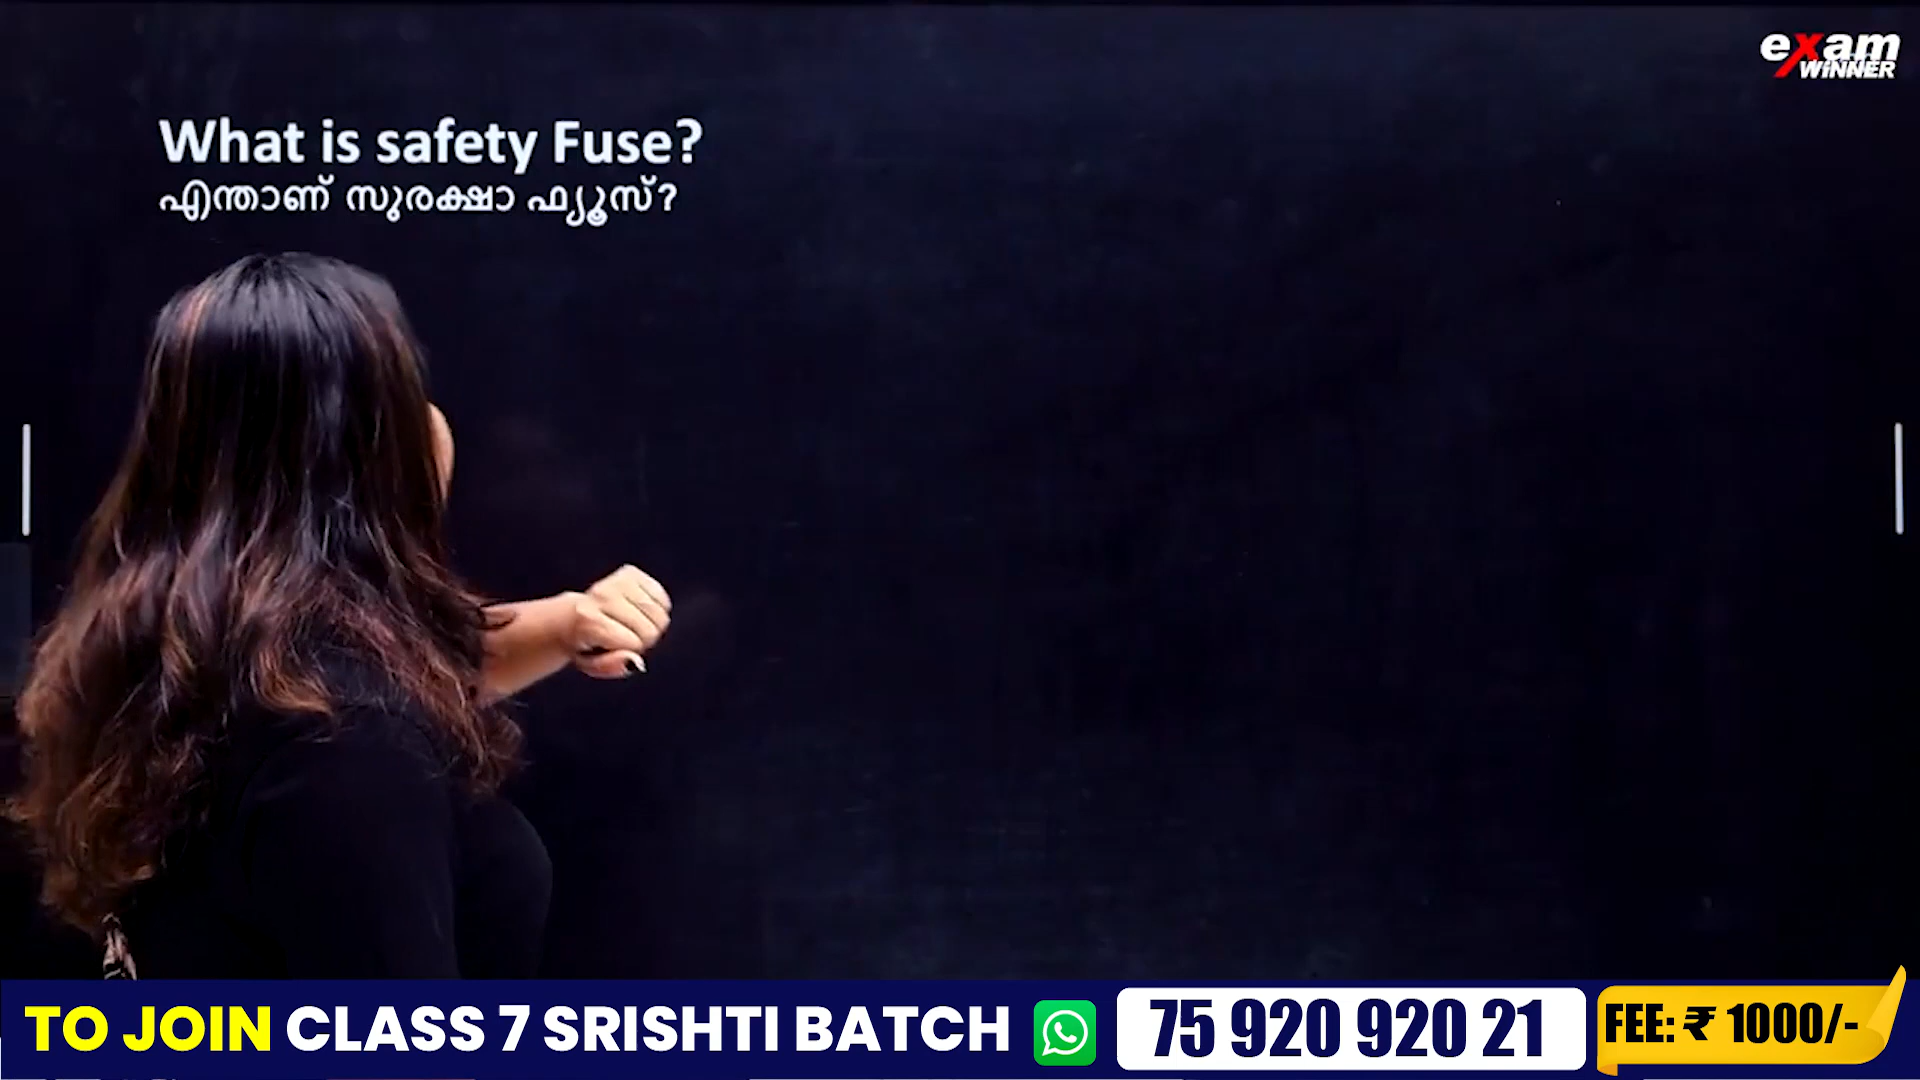 exam
WINNER
What is safety Fuse?
എന്താണ് സുരക്ഷാ ഫ്യൂസ്?
TO JOIN CLASS 7 SRISHTI BATCH 75 920 920 21 FEE: ₹ 1000/-